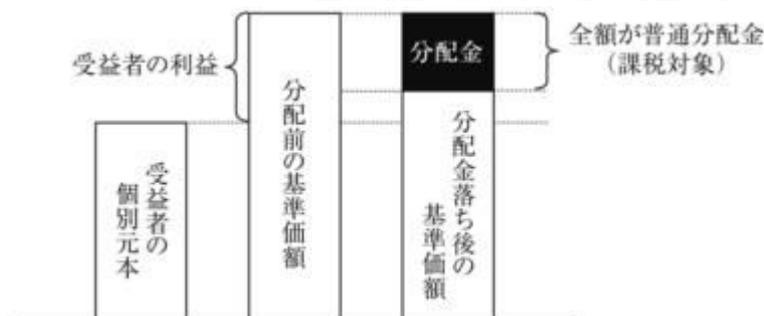 受益者の利益
分配金
全額が普通分配金
（課税対象）
受益者の
個別元本
分配前の基準価額
分配金落ち後の
基準価額